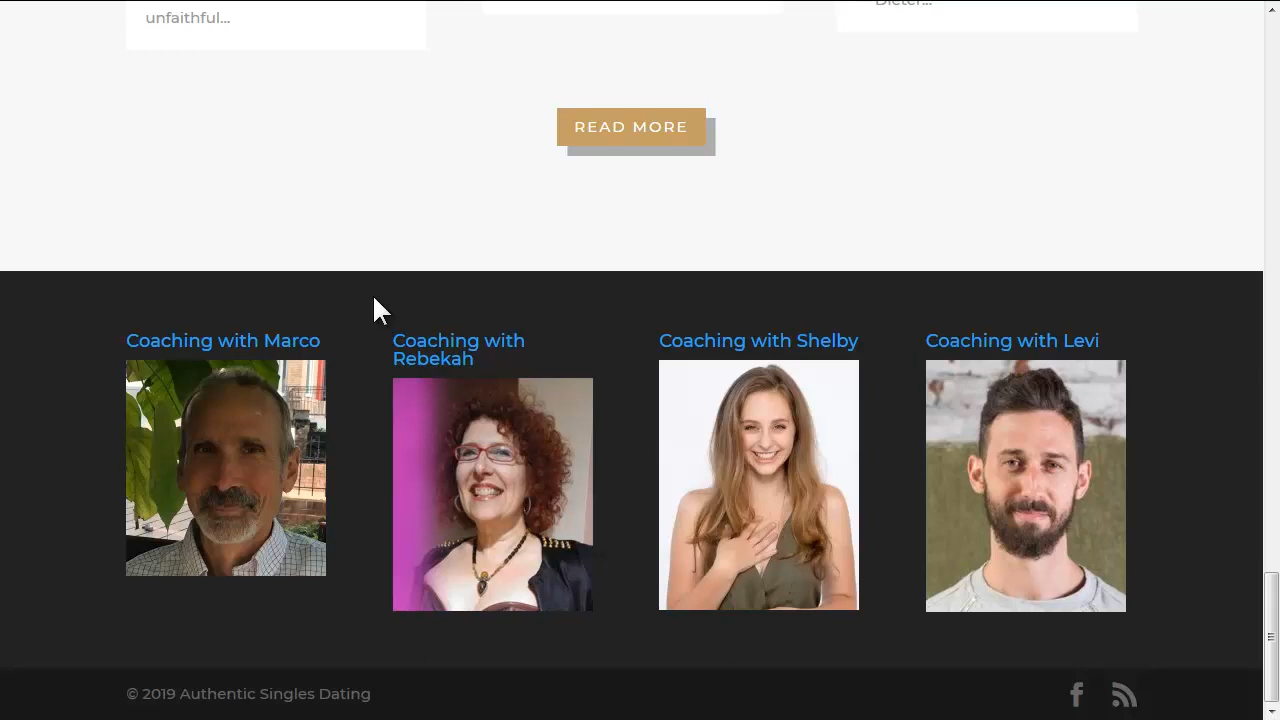 unfaithful...
Dieter...
READ MORE
Coaching with Marco
Coaching with
Rebekah
Coaching with Shelby
Coaching with Levi
© 2019 Authentic Singles Dating